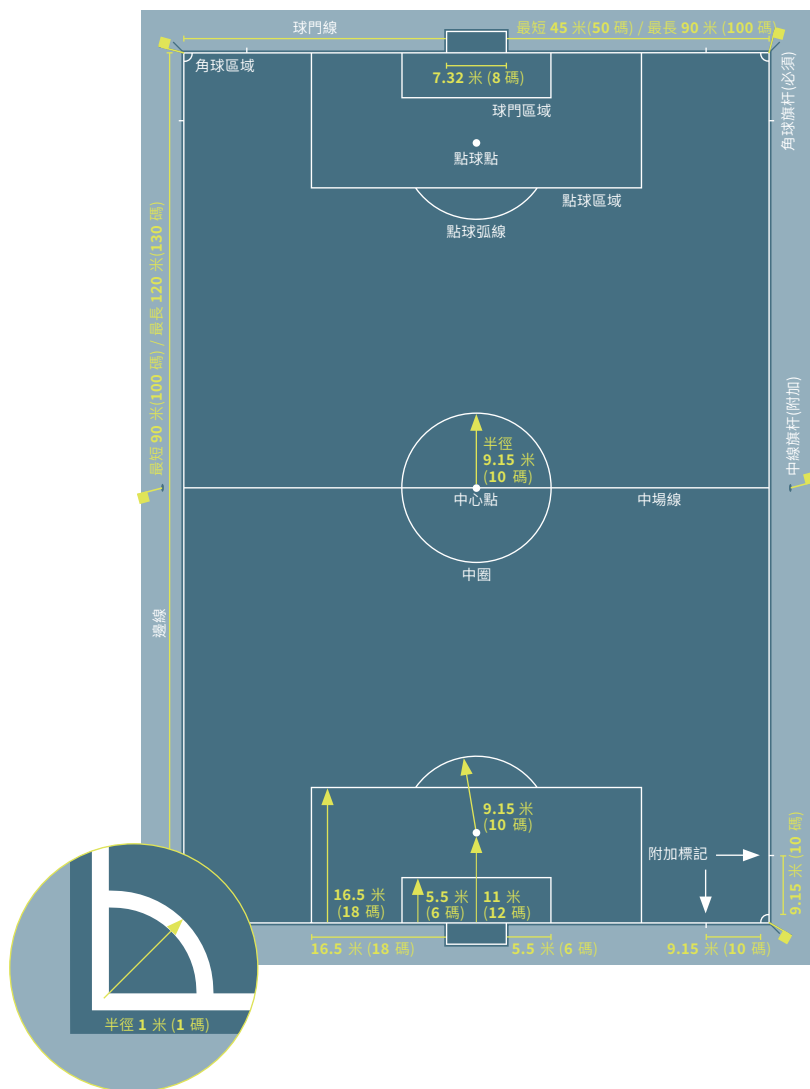 球門線
最短 45 米(50 碼) / 最長 90 米 (100 碼)
角球區域
7.32 米 (8 碼)
球門區域
角球旗杆(必須)
點球點
點球區域
點球弧線
最短 90 米(100 碼) / 最長 120 米(130 碼)
半徑
9.15 米
(10 碼)
中線旗杆(附加)
中心點
中場線
中圈
邊線
9.15 米
(10 碼)
附加標記
9.15 米 (10 碼)
16.5 米
(18 碼)
5.5 米
(6 碼)
11 米
(12 碼)
16.5 米 (18 碼)
5.5 米 (6 碼)
9.15 米 (10 碼)
半徑 1 米 (1 碼)